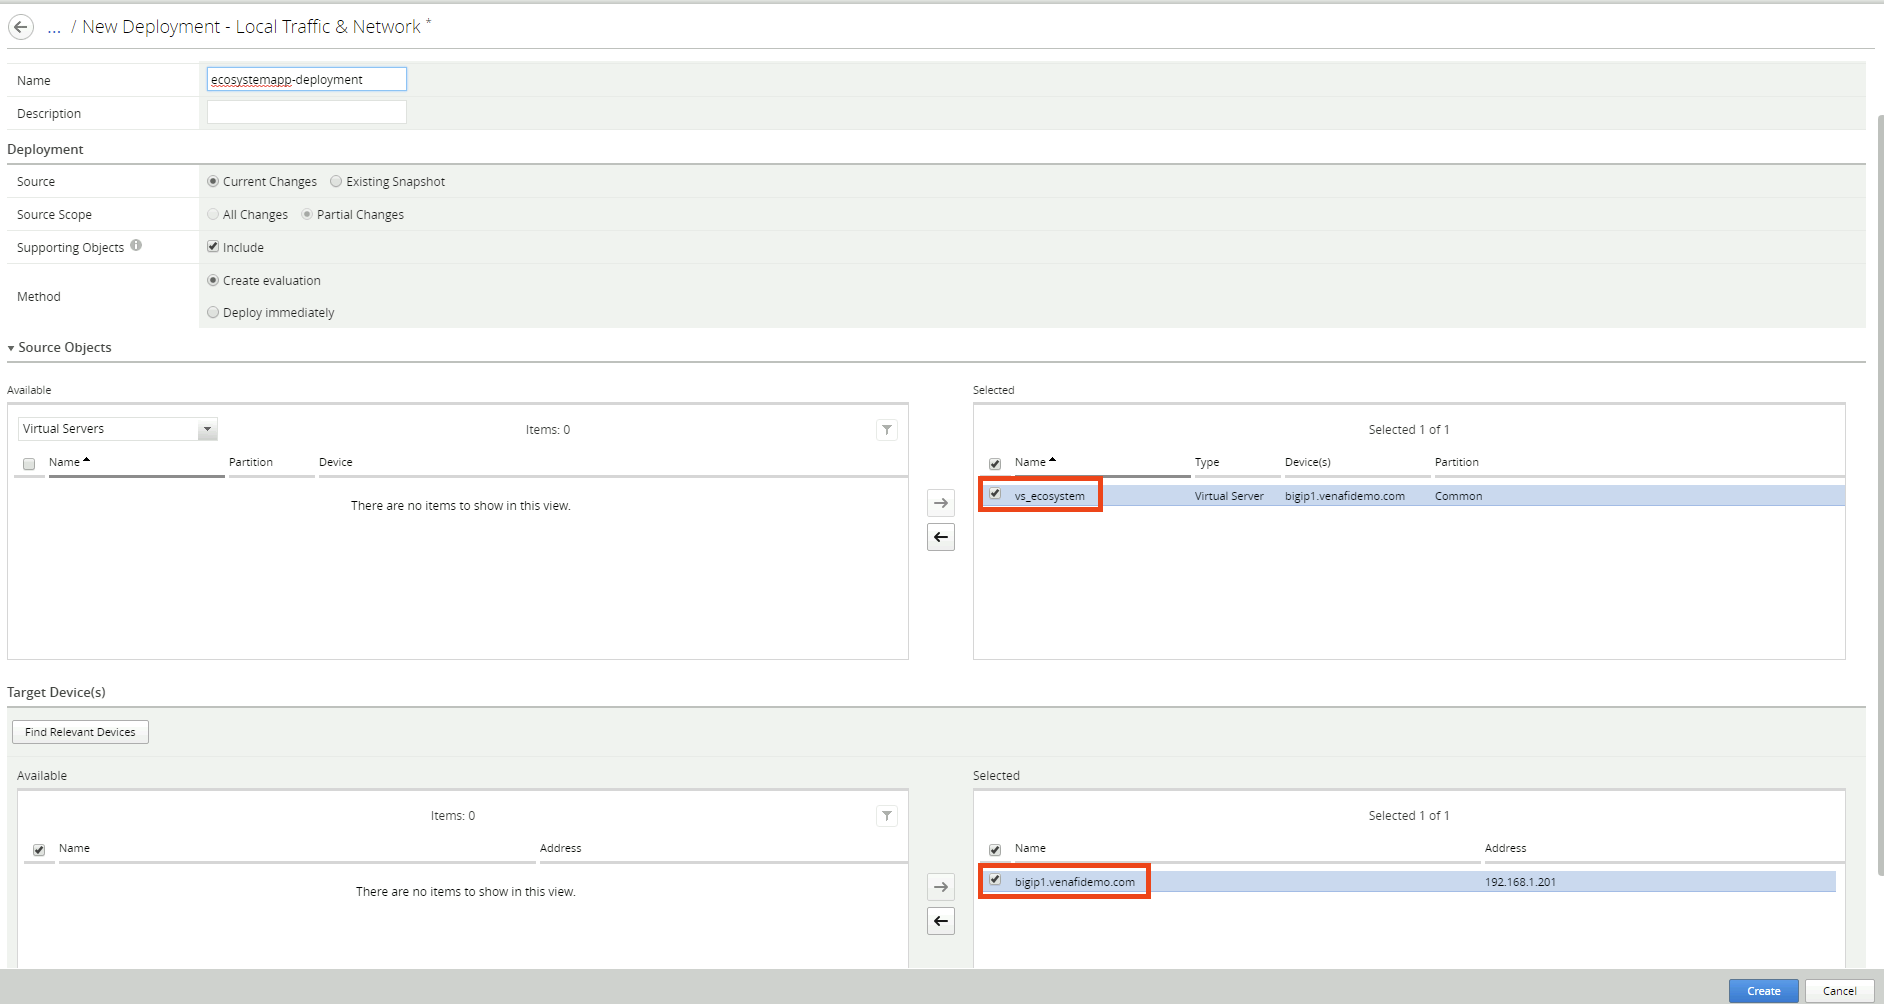 ... / New Deployment - Local Traffic & Network *
Name ecosystemapp-deployment
Description
Deployment
Source Current Changes Existing Snapshot
Source Scope All Changes Partial Changes
Supporting Objects i Include
Method Create evaluation
Deploy immediately
Source Objects
Available
Virtual Servers Items: 0
Name Partition Device
There are no items to show in this view.
Selected
Selected 1 of 1
Name Type Device(s) Partition
vs_ecosystem Virtual Server bigip1.venafidemo.com Common
Target Device(s)
Find Relevant Devices
Available
Items: 0
Name Address
There are no items to show in this view.
Selected
Selected 1 of 1
Name Address
bigip1.venafidemo.com 192.168.1.201
Create Cancel